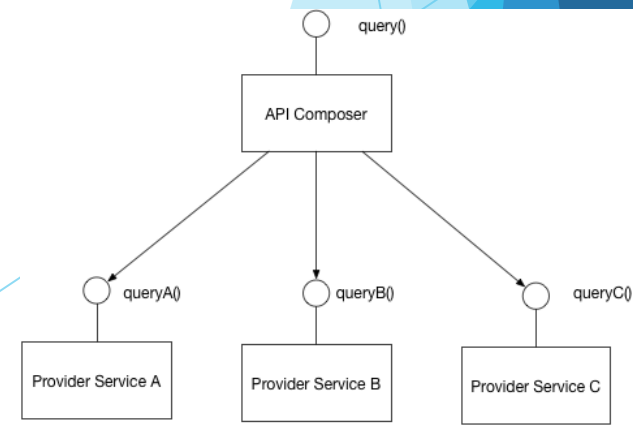 query()
API Composer
queryA()
queryB()
queryC()
Provider Service A
Provider Service B
Provider Service C